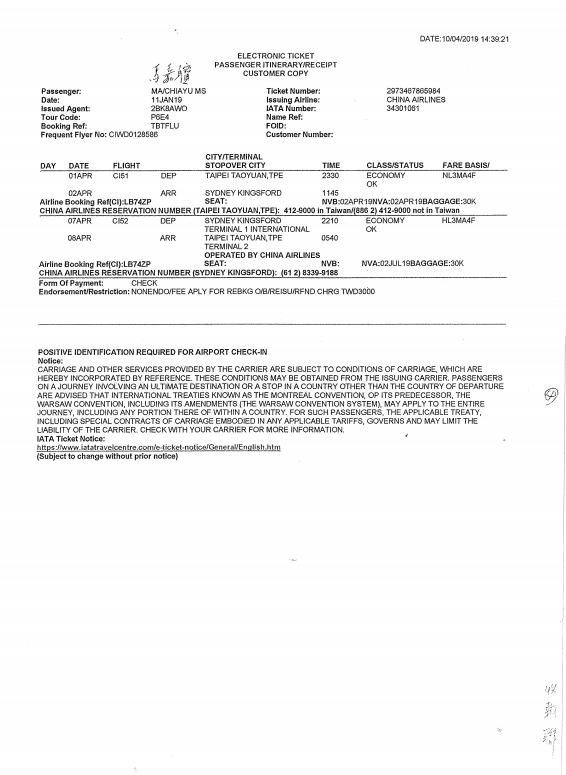 DATE:10/04/2019 14:39:21
ELECTRONIC TICKET
PASSENGER ITINERARY/RECEIPT
CUSTOMER COPY
Passenger: MA/CHIAYU MS Ticket Number: 2973467865984
Date: 11JAN19 Issuing Airline: CHINA AIRLINES
Issued Agent: 2BK8AWO IATA Number: 34301061
Tour Code: P6E4 Name Ref:
Booking Ref: TBTFLU FOID:
Frequent Flyer No: CIWD0128586 Customer Number:
CITY/TERMINAL
DAY DATE FLIGHT STOPOVER CITY TIME CLASS/STATUS FARE BASIS/
01APR CI51 DEP TAIPEI TAOYUAN,TPE 2330 ECONOMY NL3MA4F
OK
02APR ARR SYDNEY KINGSFORD 1145
Airline Booking Ref(CI):LB74ZP SEAT: NVB:02APR19NVA:02APR19BAGGAGE:30K
CHINA AIRLINES RESERVATION NUMBER (TAIPEI TAOYUAN,TPE): 412-9000 in Taiwan/(886 2) 412-9000 not in Taiwan
07APR CI52 DEP SYDNEY KINGSFORD 2210 ECONOMY HL3MA4F
TERMINAL 1 INTERNATIONAL OK
08APR ARR TAIPEI TAOYUAN,TPE 0540
TERMINAL 2
OPERATED BY CHINA AIRLINES
Airline Booking Ref(CI):LB74ZP SEAT: NVB: NVA:02JUL19BAGGAGE:30K
CHINA AIRLINES RESERVATION NUMBER (SYDNEY KINGSFORD): (61 2) 8339-9188
Form Of Payment: CHECK
Endorsement/Restriction: NONENDO/FEE APLY FOR REBKG O/B/REISU/RFND CHRG TWD3000
POSITIVE IDENTIFICATION REQUIRED FOR AIRPORT CHECK-IN
Notice:
CARRIAGE AND OTHER SERVICES PROVIDED BY THE CARRIER ARE SUBJECT TO CONDITIONS OF CARRIAGE, WHICH ARE
HEREBY INCORPORATED BY REFERENCE. THESE CONDITIONS MAY BE OBTAINED FROM THE ISSUING CARRIER. PASSENGERS
ON A JOURNEY INVOLVING AN ULTIMATE DESTINATION OR A STOP IN A COUNTRY OTHER THAN THE COUNTRY OF DEPARTURE
ARE ADVISED THAT INTERNATIONAL TREATIES KNOWN AS THE MONTREAL CONVENTION, OP ITS PREDECESSOR, THE
WARSAW CONVENTION, INCLUDING ITS AMENDMENTS (THE WARSAW CONVENTION SYSTEM), MAY APPLY TO THE ENTIRE
JOURNEY, INCLUDING ANY PORTION THERE OF WITHIN A COUNTRY. FOR SUCH PASSENGERS, THE APPLICABLE TREATY,
INCLUDING SPECIAL CONTRACTS OF CARRIAGE EMBODIED IN ANY APPLICABLE TARIFFS, GOVERNS AND MAY LIMIT THE
LIABILITY OF THE CARRIER. CHECK WITH YOUR CARRIER FOR MORE INFORMATION.
IATA Ticket Notice:
https://www.iatatravelcentre.com/e-ticket-notice/General/English.htm
(Subject to change without prior notice)